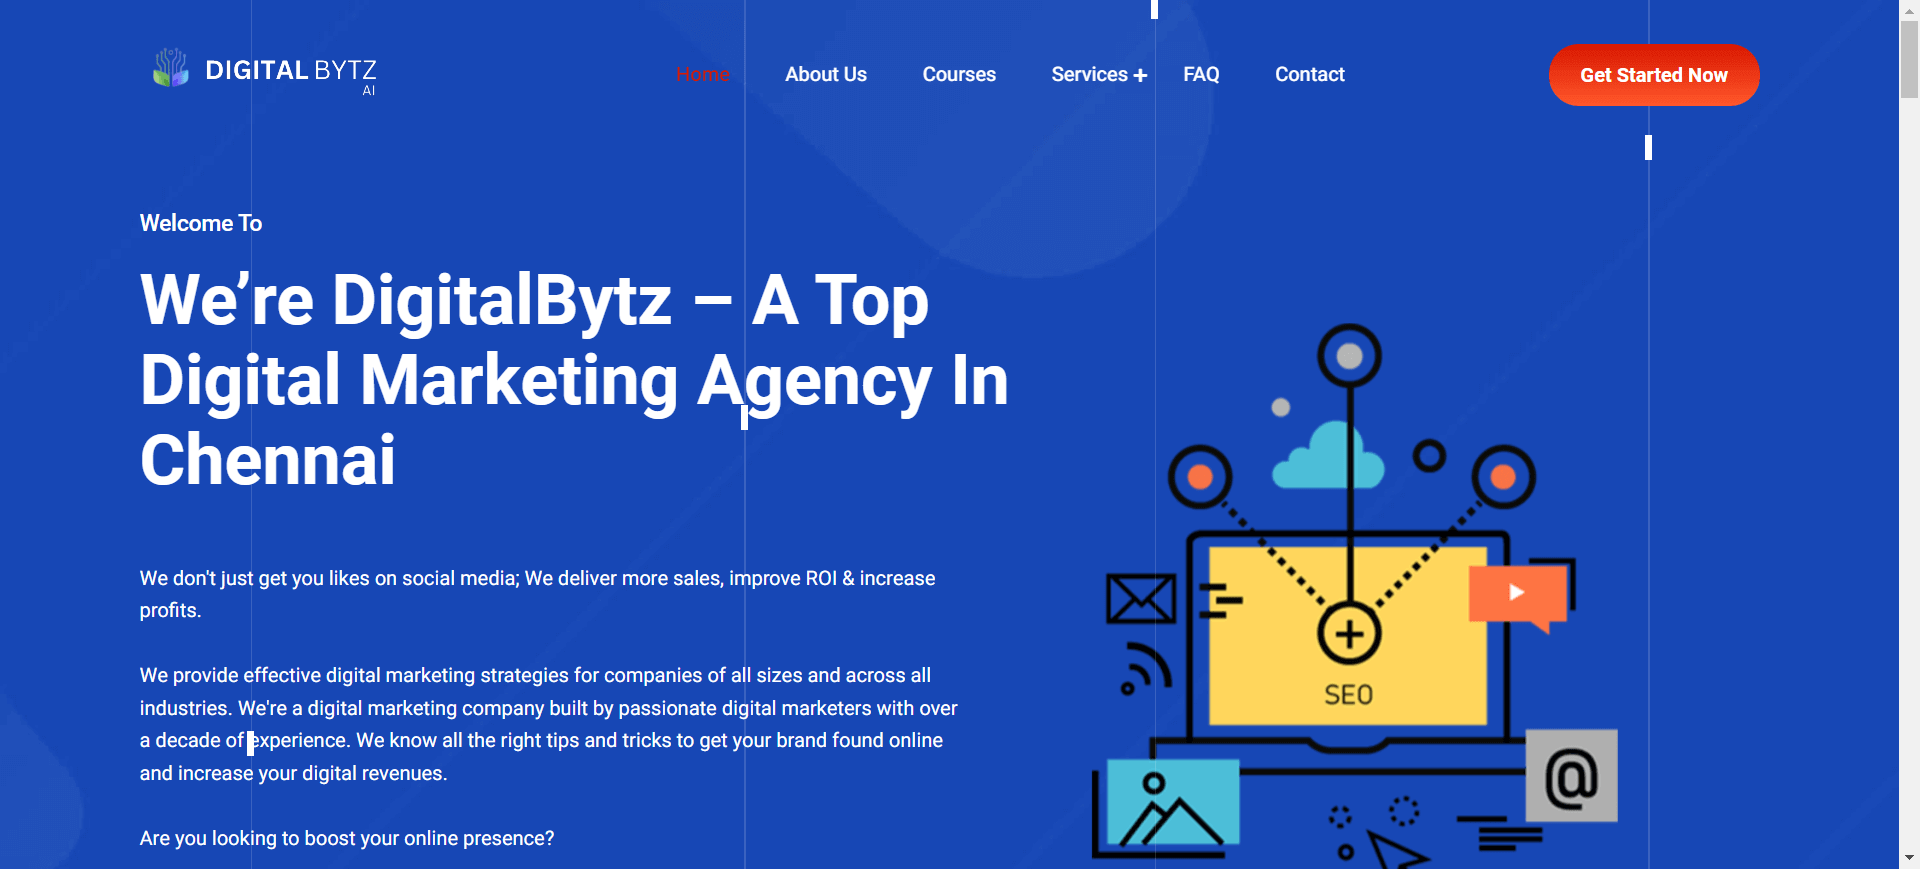 DIGITAL BYTZ
AI
Home
About Us
Courses
Services +
FAQ
Contact
Get Started Now
Welcome To
We’re DigitalBytz – A Top
Digital Marketing Agency In
Chennai
We don't just get you likes on social media; We deliver more sales, improve ROI & increase
profits.
We provide effective digital marketing strategies for companies of all sizes and across all
industries. We're a digital marketing company built by passionate digital marketers with over
a decade of experience. We know all the right tips and tricks to get your brand found online
and increase your digital revenues.
Are you looking to boost your online presence?
SEO
@